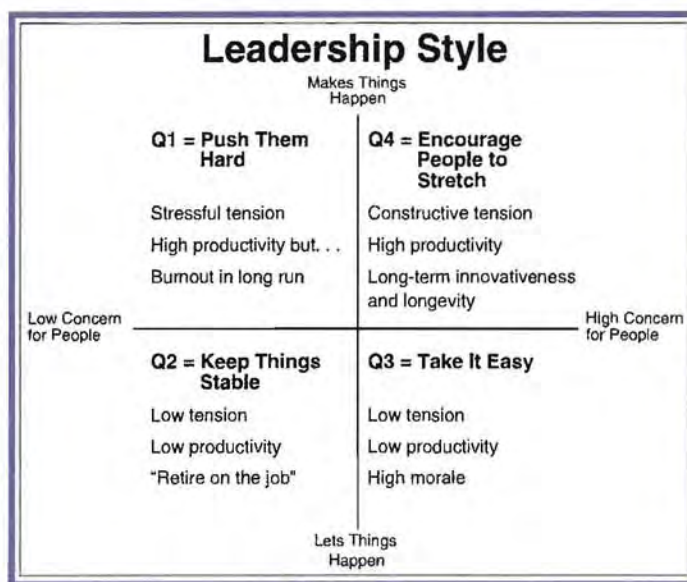 Leadership Style
Makes Things
Happen
Q1 = Push Them
Hard
Stressful tension
High productivity but. . .
Burnout in long run
Q4 = Encourage
People to
Stretch
Constructive tension
High productivity
Long-term innovativeness
and longevity
Low Concern
for People
High Concern
for People
Q2 = Keep Things
Stable
Low tension
Low productivity
"Retire on the job"
Q3 = Take It Easy
Low tension
Low productivity
High morale
Lets Things
Happen